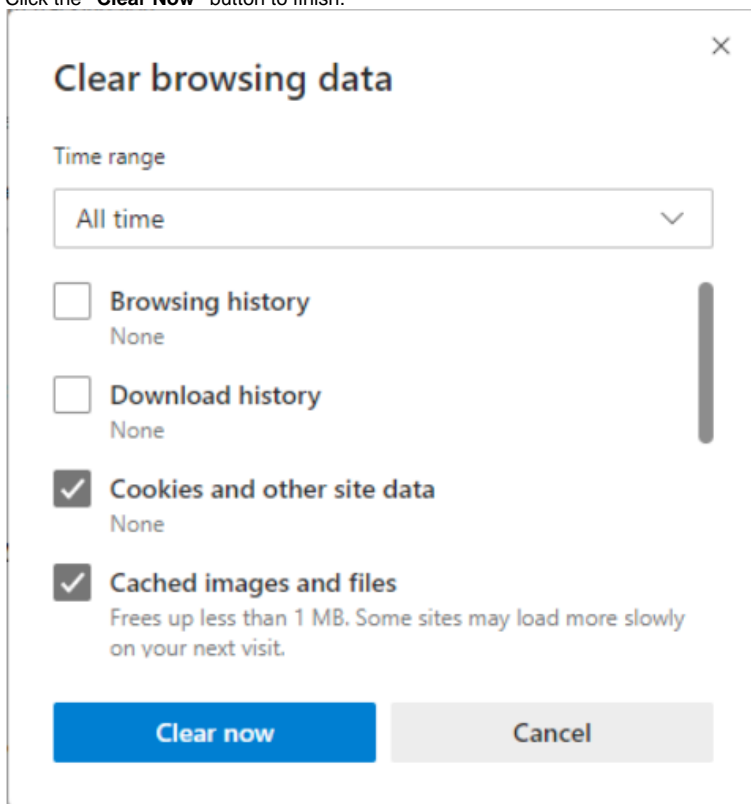 Click the "Clear Now" button to finish.
Clear browsing data
Time range
All time
Browsing history
None
Download history
None
Cookies and other site data
None
Cached images and files
Frees up less than 1 MB. Some sites may load more slowly
on your next visit.
Clear now
Cancel